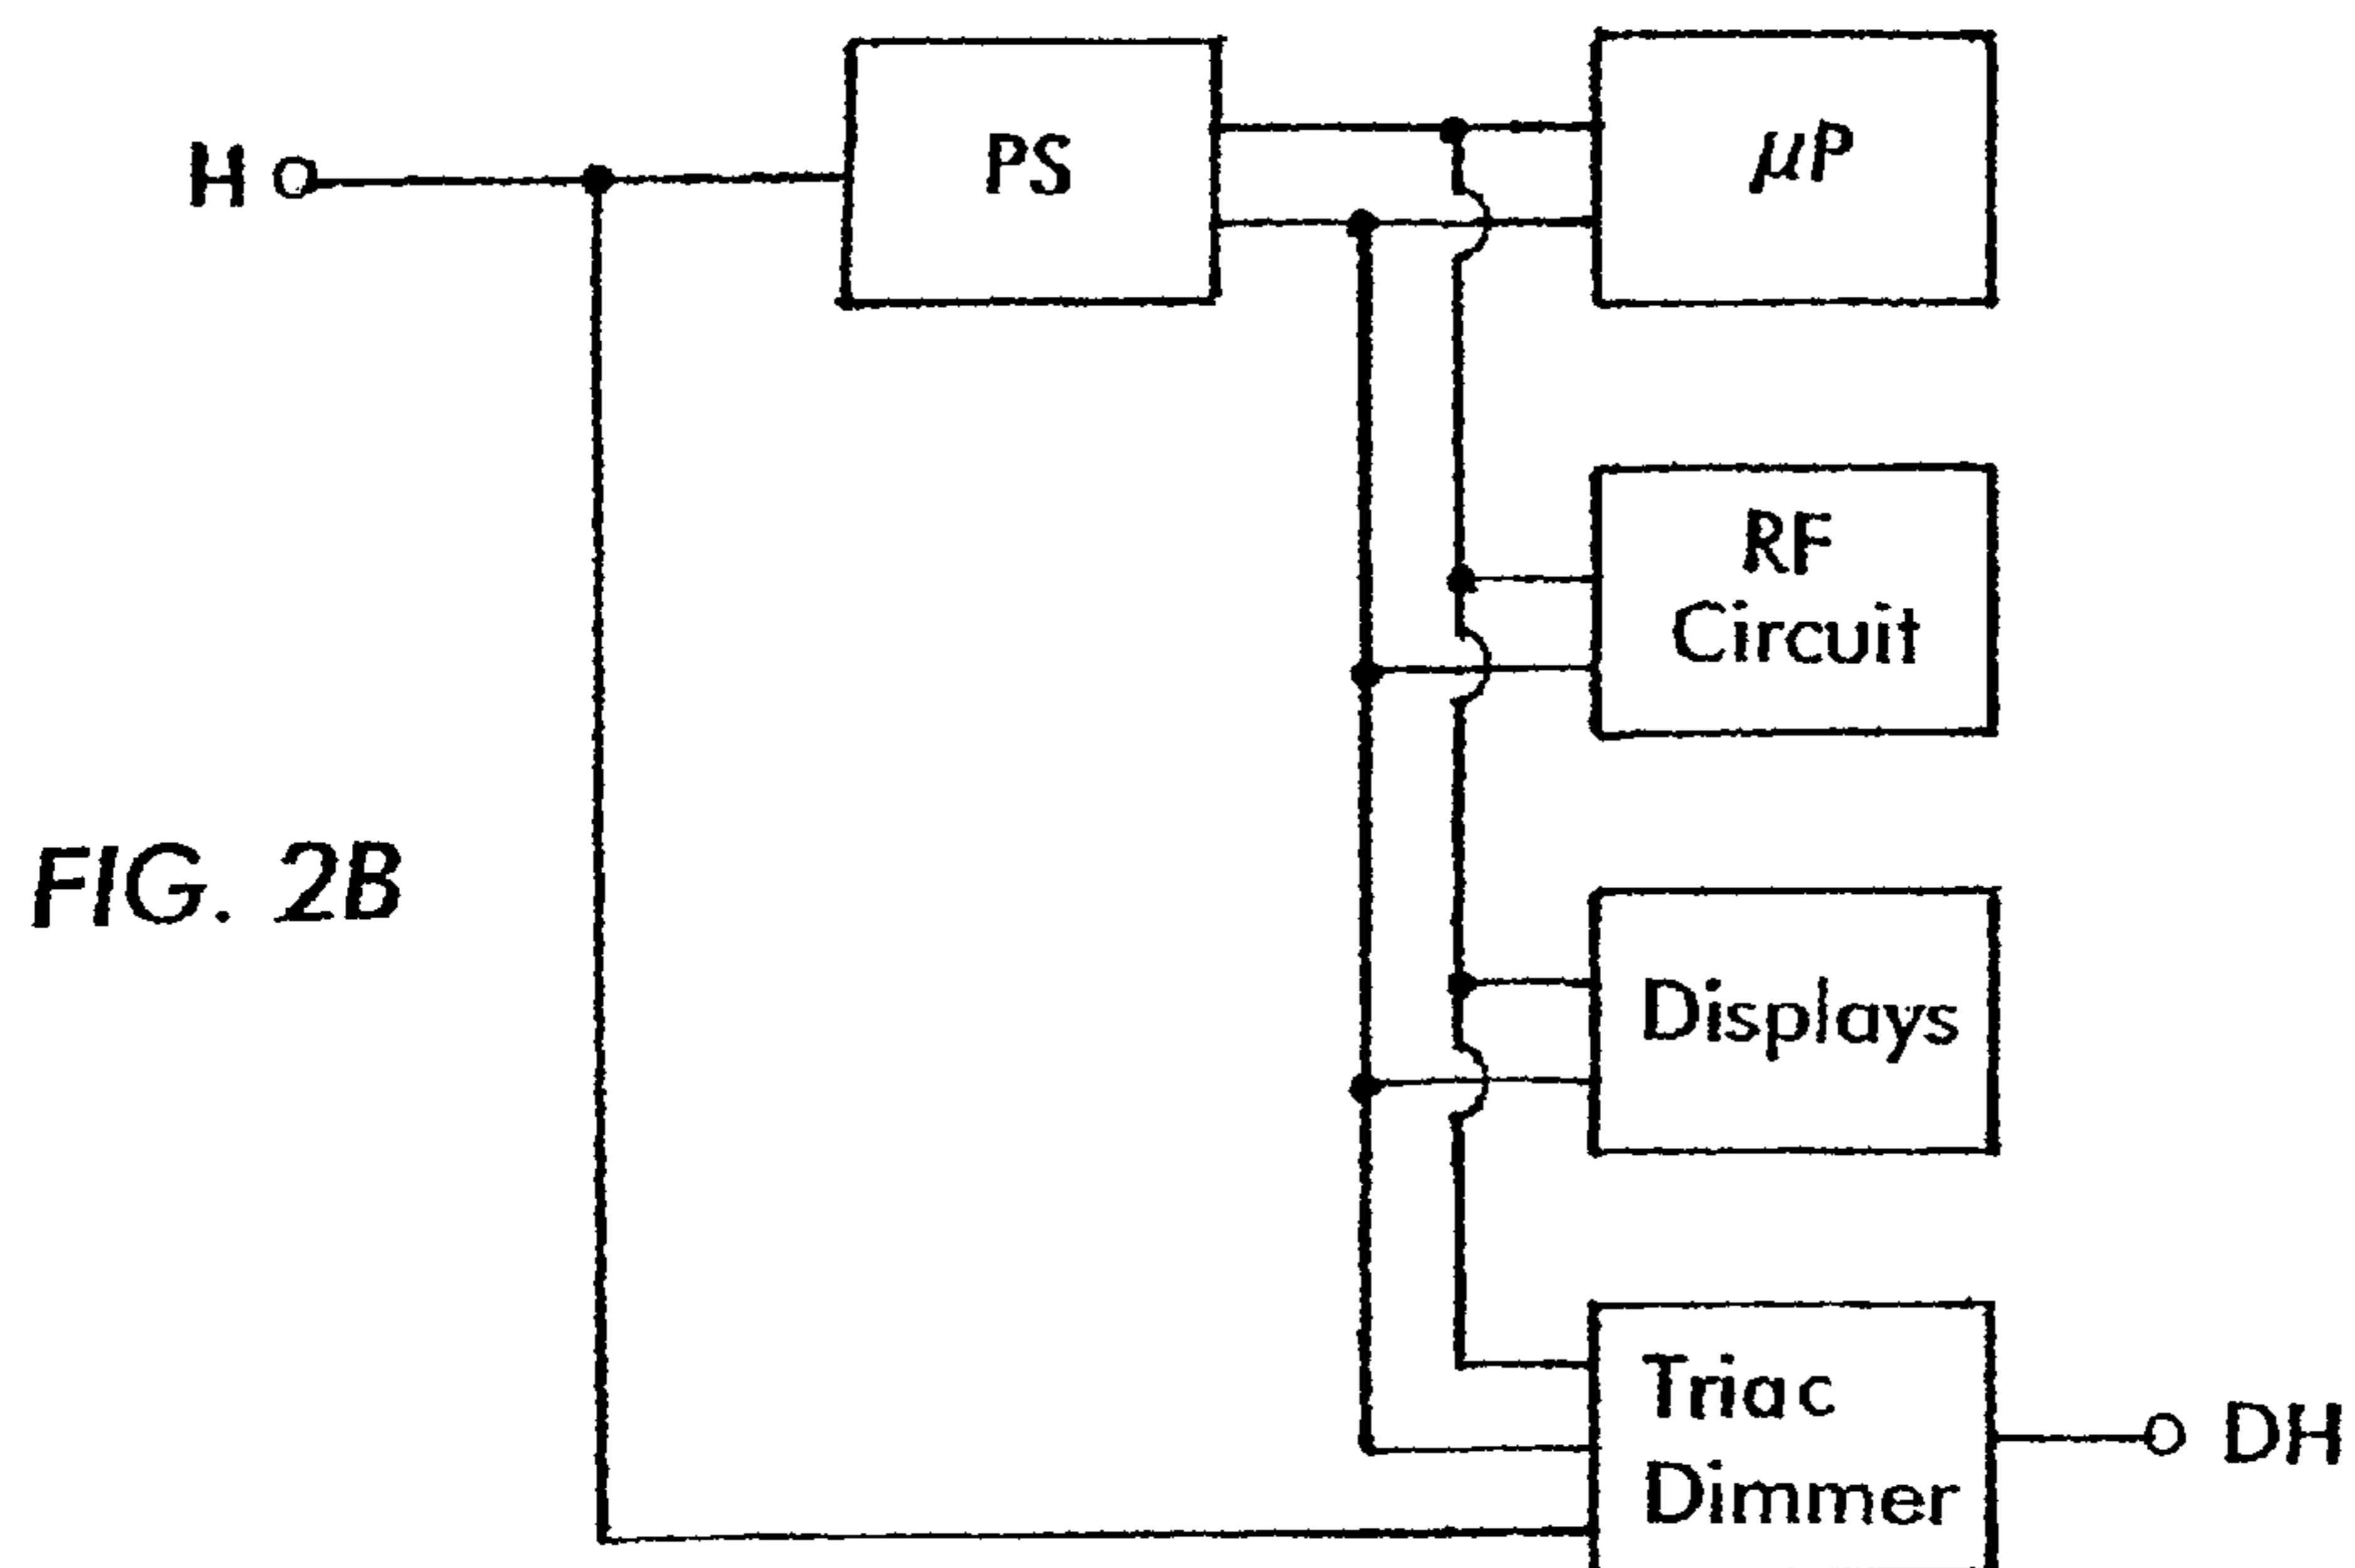 H
PS
μP
RF
Circuit
FIG. 2B
Displays
Triac
Dimmer
DH